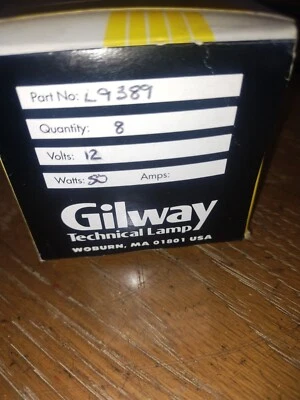 Part No: L9389
Quantity: 8
Volts: 12
Watts: 50 Amps:
Gilway
Technical Lamp
WOBURN, MA 01801 USA